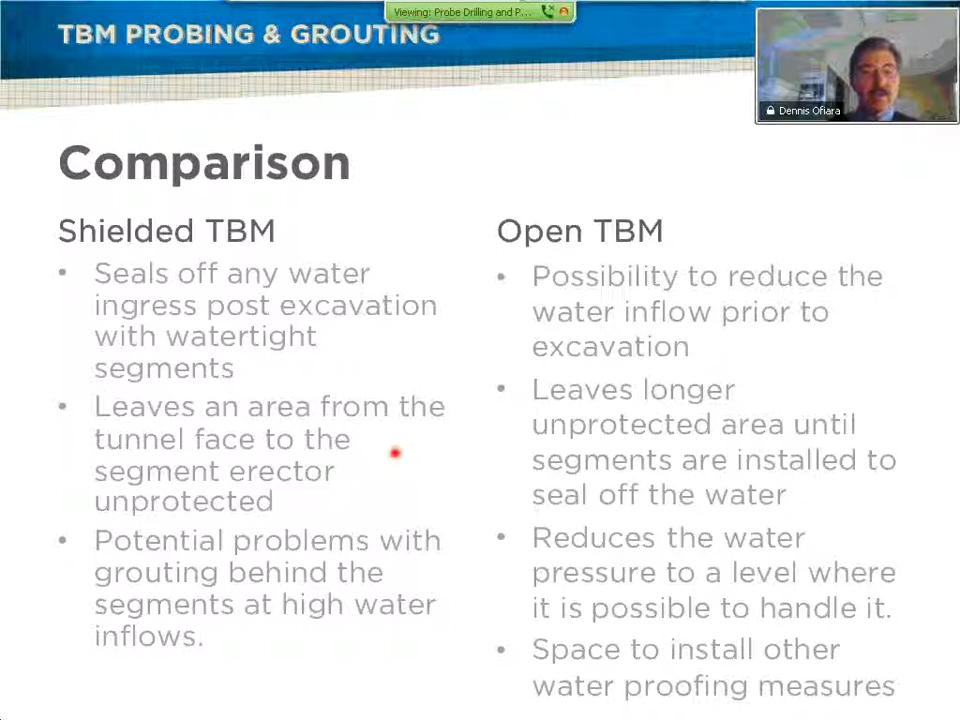 Viewing: Probe Drilling and P...
TBM PROBING & GROUTING
Dennis Ofiara
Comparison
Shielded TBM
• Seals off any water
ingress post excavation
with watertight
segments
• Leaves an area from the
tunnel face to the
segment erector
unprotected
• Potential problems with
grouting behind the
segments at high water
inflows.
Open TBM
• Possibility to reduce the
water inflow prior to
excavation
• Leaves longer
unprotected area until
segments are installed to
seal off the water
• Reduces the water
pressure to a level where
it is possible to handle it.
• Space to install other
water proofing measures